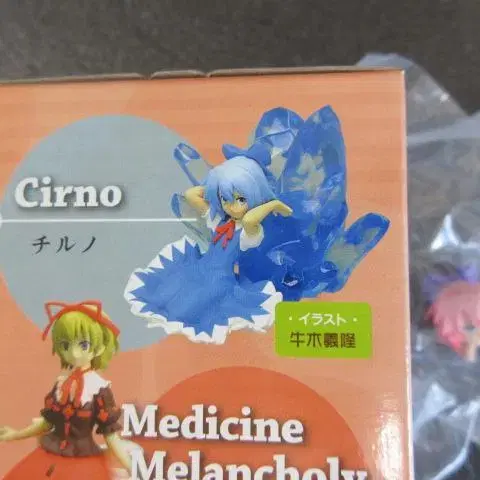 Cirno
チルノ
・イラスト・
牛木義隆
Medicine
Melancholy